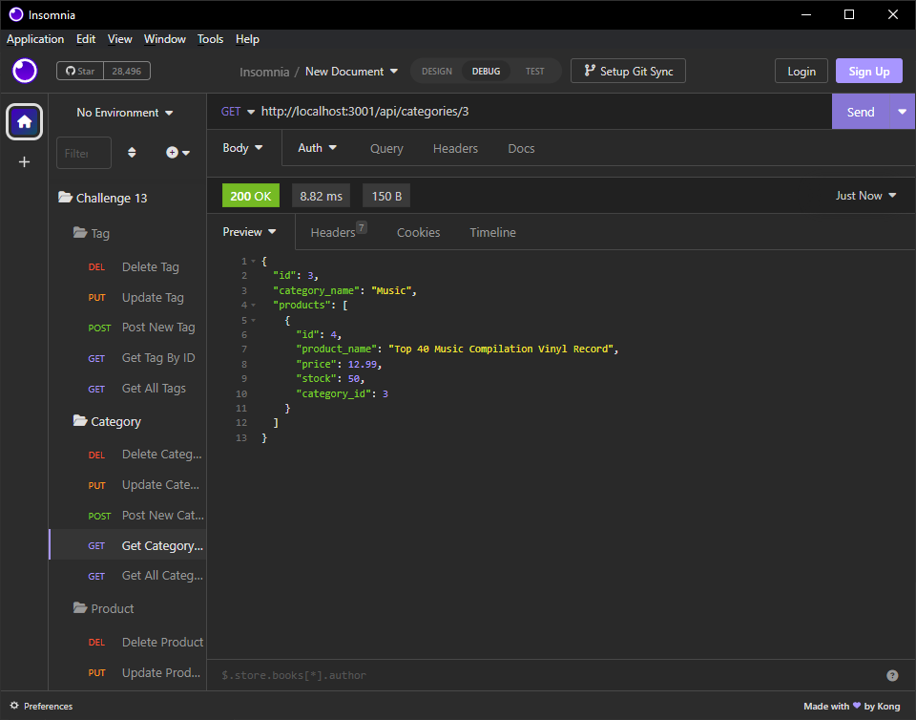 Insomnia
Application Edit View Window Tools Help
Star 28,496
Insomnia / New Document
DESIGN DEBUG TEST
Setup Git Sync
Login
Sign Up
No Environment
GET http://localhost:3001/api/categories/3
Send
Filter
Body Auth Query Headers Docs
200 OK 8.82 ms 150 B
Just Now
Challenge 13
Tag
DEL Delete Tag
PUT Update Tag
POST Post New Tag
GET Get Tag By ID
GET Get All Tags
Category
DEL Delete Categ...
PUT Update Cate...
POST Post New Cat...
GET Get Category...
GET Get All Categ...
Product
DEL Delete Product
PUT Update Prod...
Preview Headers 7 Cookies Timeline
1 {
2 "id": 3,
3 "category_name": "Music",
4 "products": [
5 {
6 "id": 4,
7 "product_name": "Top 40 Music Compilation Vinyl Record",
8 "price": 12.99,
9 "stock": 50,
10 "category_id": 3
11 }
12 ]
13 }
$.store.books[*].author
?
Preferences
Made with ♥ by Kong